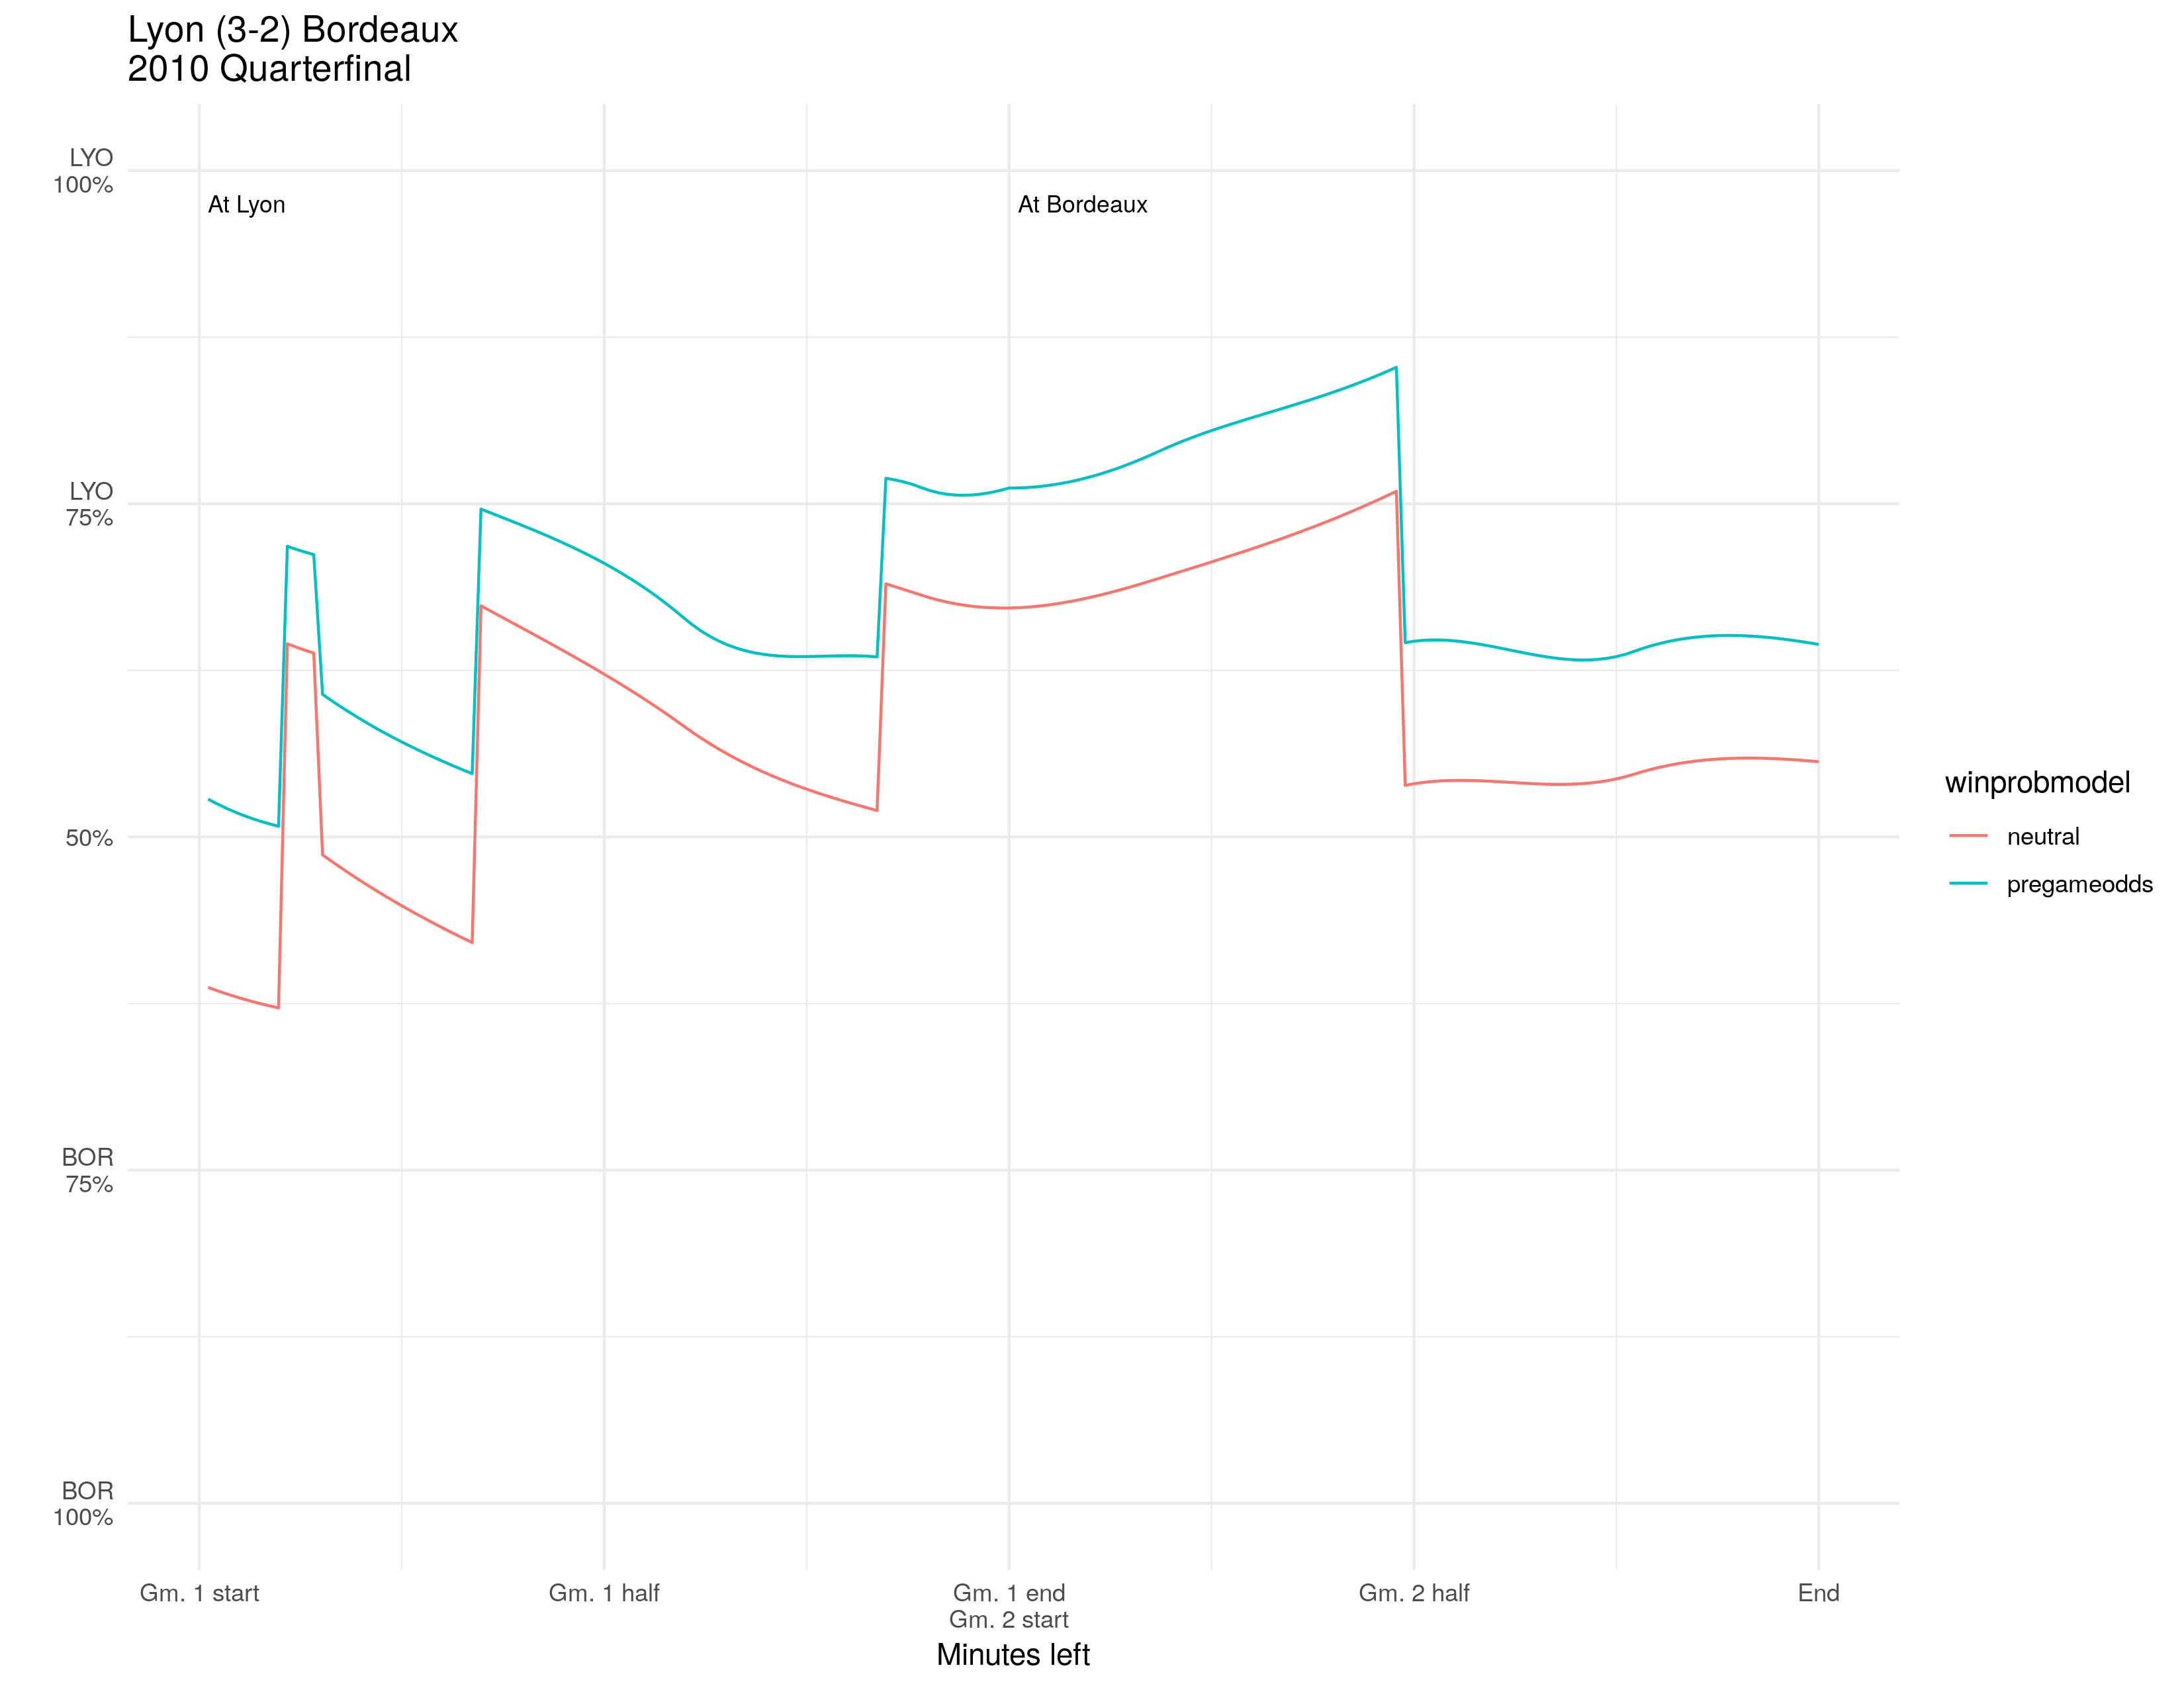 Lyon (3-2) Bordeaux
2010 Quarterfinal
LYO
100%
At Lyon
At Bordeaux
LYO
75%
50%
BOR
75%
BOR
100%
winprobmodel
neutral
pregameodds
Gm. 1 start
Gm. 1 half
Gm. 1 end
Gm. 2 start
Gm. 2 half
End
Minutes left